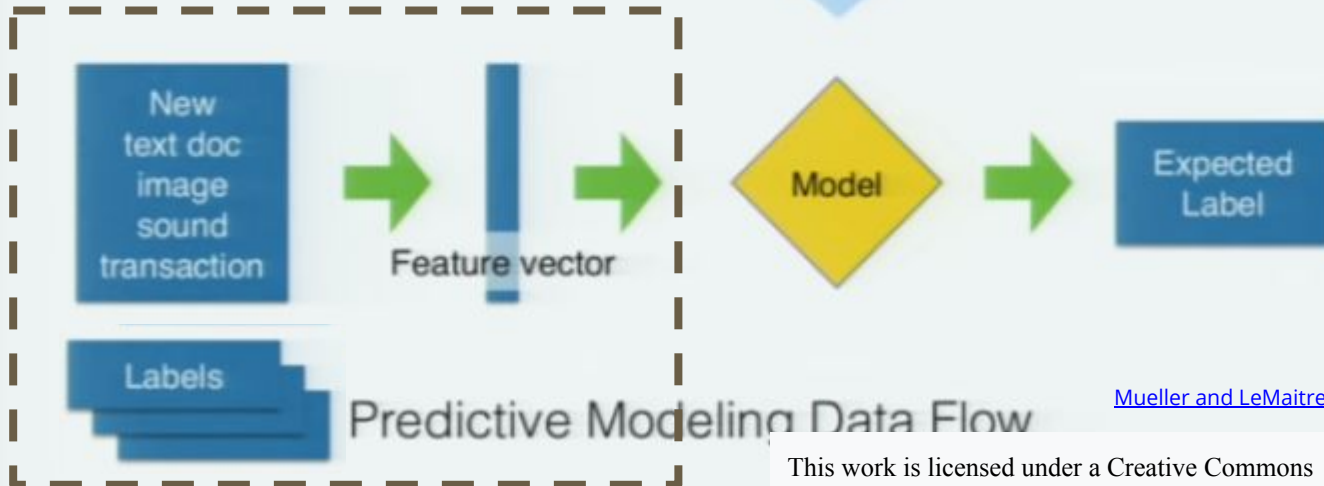 New
text doc
image
sound
transaction
Feature vector
Model
Expected
Label
Labels
Predictive Modeling Data Flow
Mueller and LeMaitre
This work is licensed under a Creative Commons